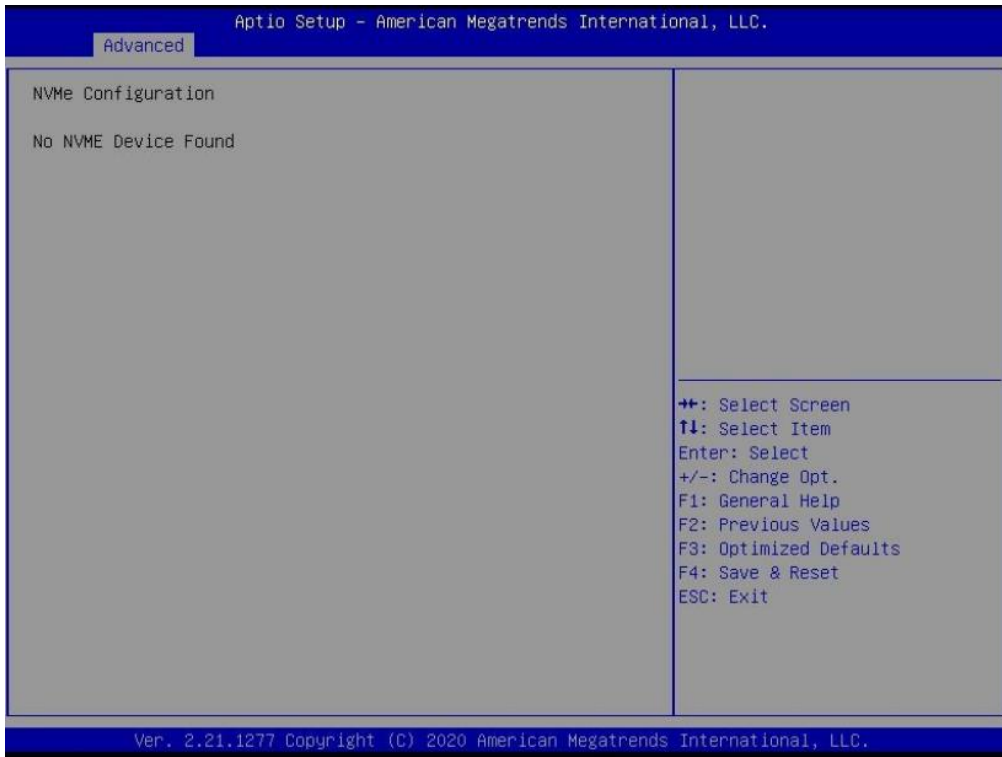 Aptio Setup – American Megatrends International, LLC.
Advanced
NVMe Configuration
No NVME Device Found
→←: Select Screen
↑↓: Select Item
Enter: Select
+/-: Change Opt.
F1: General Help
F2: Previous Values
F3: Optimized Defaults
F4: Save & Reset
ESC: Exit
Ver. 2.21.1277 Copyright (C) 2020 American Megatrends International, LLC.